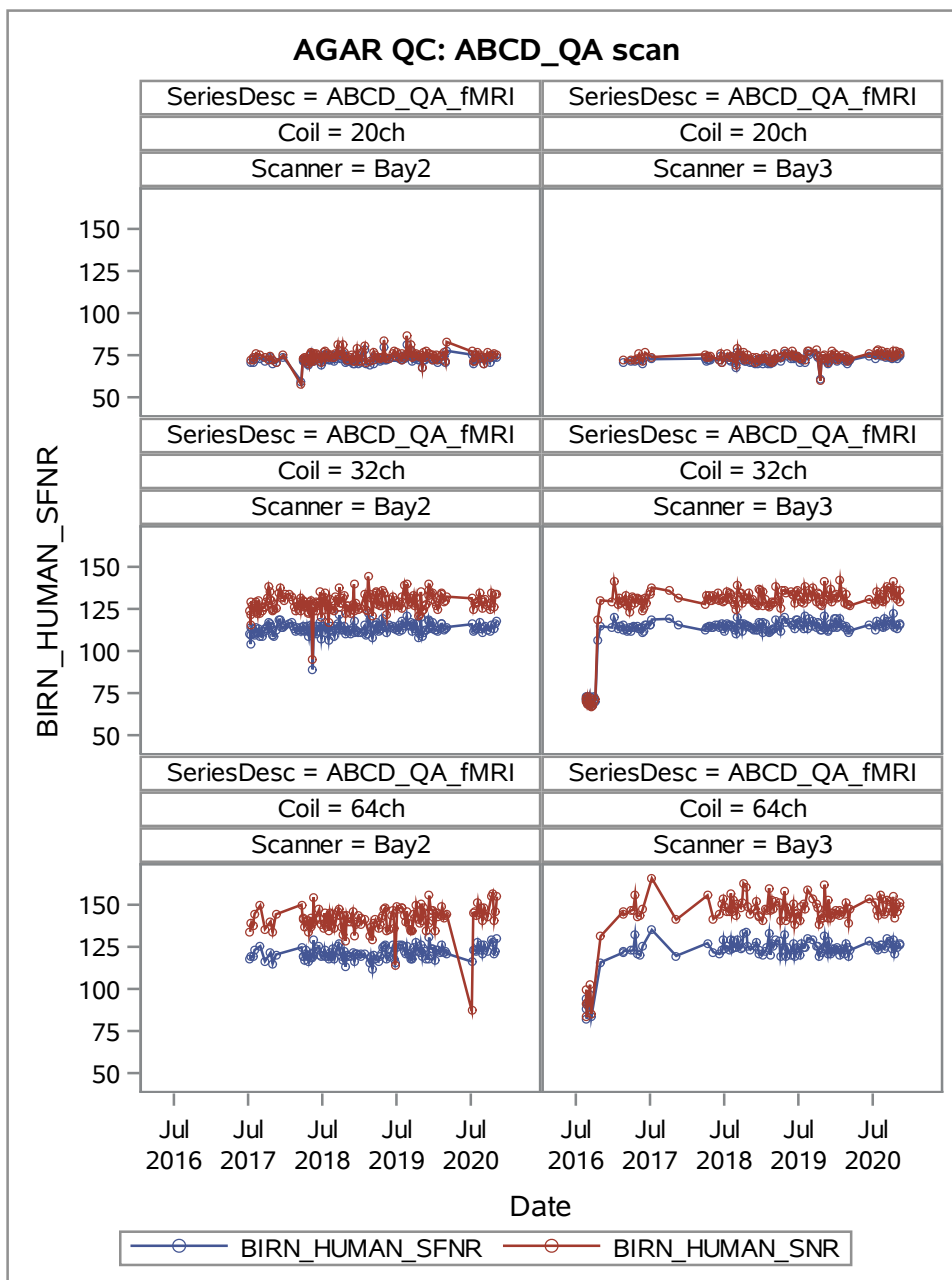 AGAR QC: ABCD_QA scan
SeriesDesc = ABCD_QA_fMRI
SeriesDesc = ABCD_QA_fMRI
Coil = 20ch
Coil = 20ch
Scanner = Bay2
Scanner = Bay3
150
125
100
75
50
SeriesDesc = ABCD_QA_fMRI
SeriesDesc = ABCD_QA_fMRI
Coil = 32ch
Coil = 32ch
Scanner = Bay2
Scanner = Bay3
BIRN_HUMAN_SFNR
150
125
100
75
50
SeriesDesc = ABCD_QA_fMRI
SeriesDesc = ABCD_QA_fMRI
Coil = 64ch
Coil = 64ch
Scanner = Bay2
Scanner = Bay3
150
125
100
75
50
Jul Jul Jul Jul Jul Jul Jul Jul Jul Jul
2016 2017 2018 2019 2020 2016 2017 2018 2019 2020
Date
BIRN_HUMAN_SFNR
BIRN_HUMAN_SNR